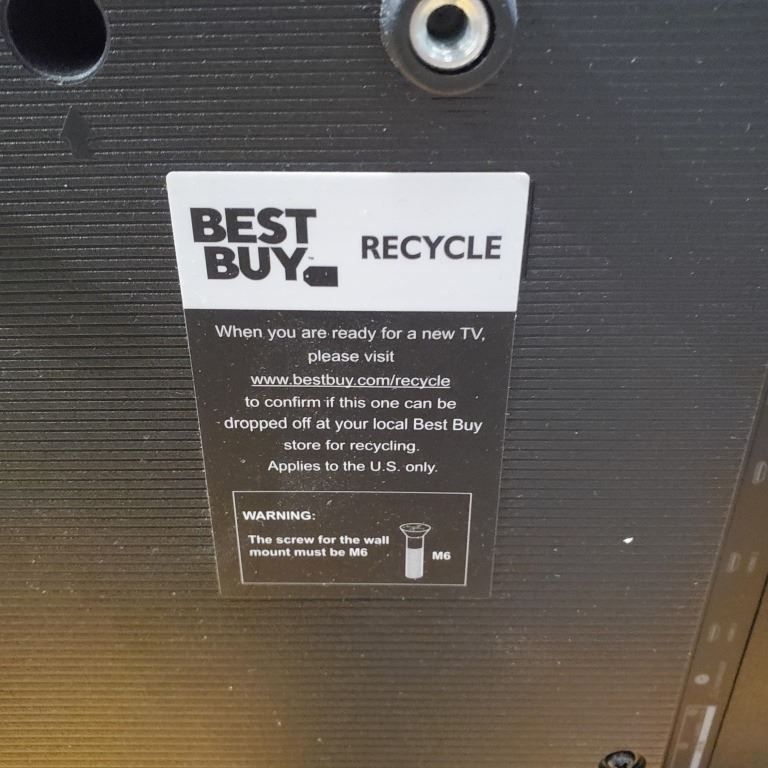 BEST
BUY™
RECYCLE
When you are ready for a new TV,
please visit
www.bestbuy.com/recycle
to confirm if this one can be
dropped off at your local Best Buy
store for recycling.
Applies to the U.S. only.
WARNING:
The screw for the wall
mount must be M6
M6